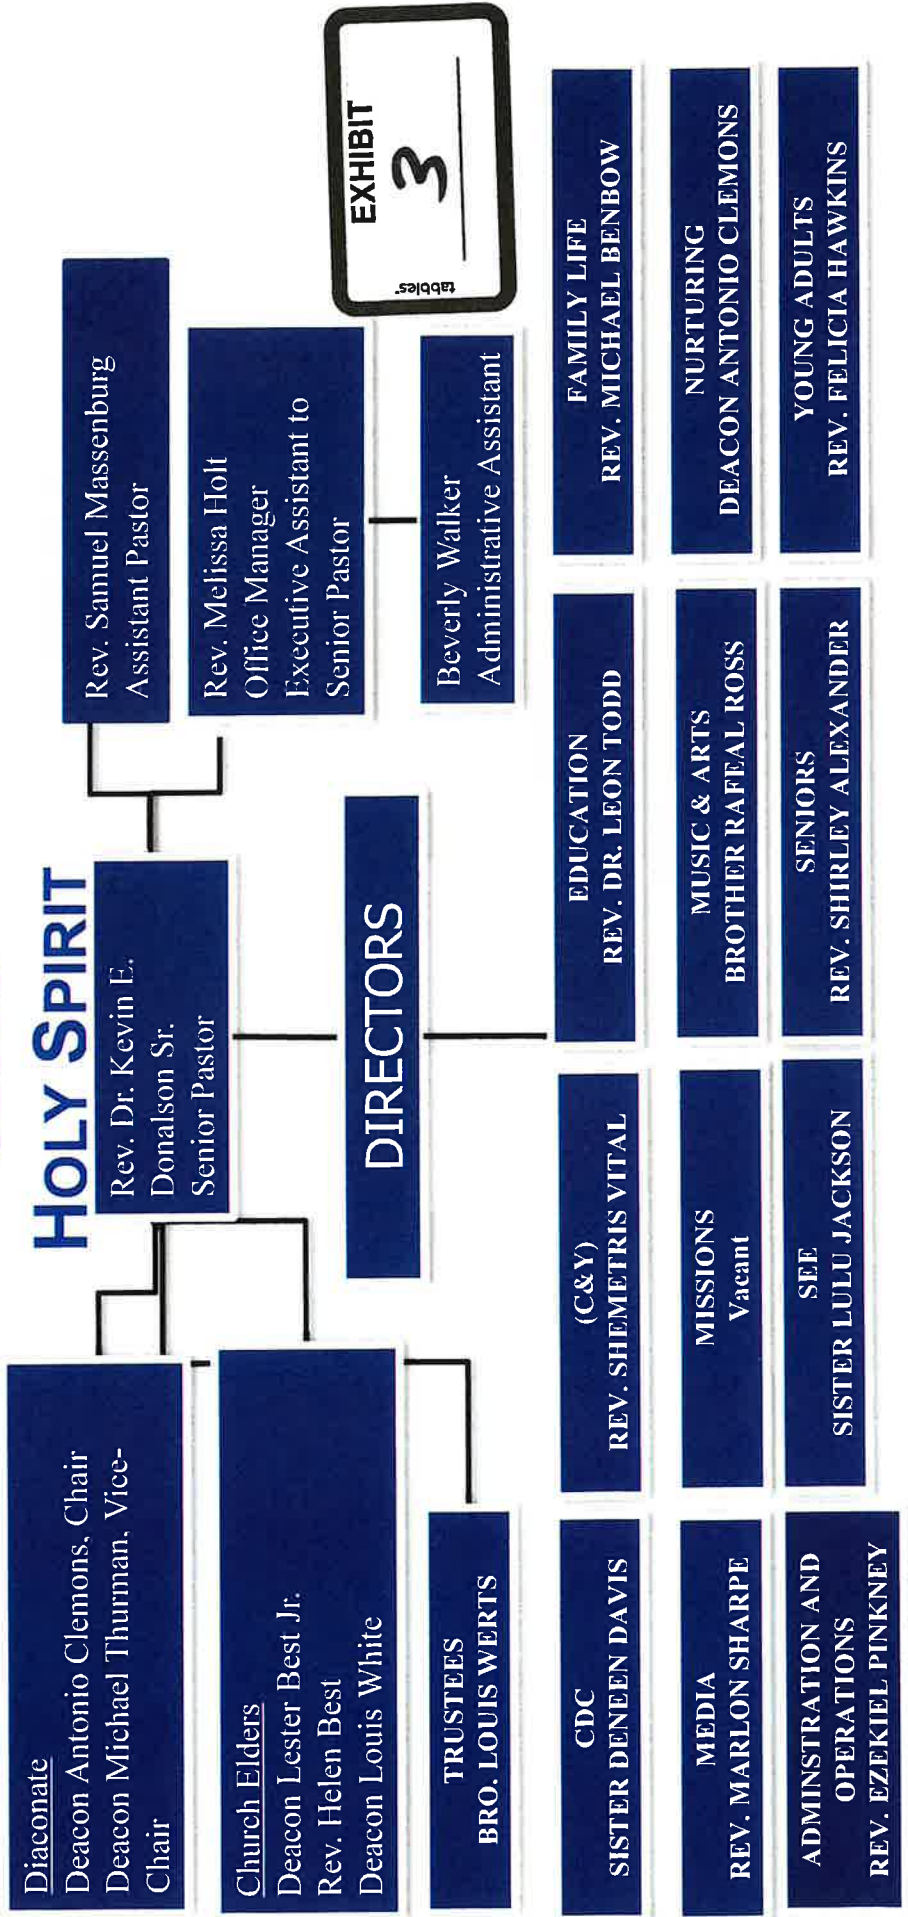 HOLY SPIRIT
Rev. Dr. Kevin E.
Donalson Sr.
Senior Pastor
Diaconate
Deacon Antonio Clemons, Chair
Deacon Michael Thurman, Vice-
Chair
Church Elders
Deacon Lester Best Jr.
Rev. Helen Best
Deacon Louis White
TRUSTEES
BRO. LOUIS WERTS
Rev. Samuel Massenburg
Assistant Pastor
Rev. Melissa Holt
Office Manager
Executive Assistant to
Senior Pastor
Beverly Walker
Administrative Assistant
EXHIBIT
3
tabbies
DIRECTORS
CDC
SISTER DENEEN DAVIS
(C&Y)
REV. SHEMETRIS VITAL
EDUCATION
REV. DR. LEON TODD
FAMILY LIFE
REV. MICHAEL BENBOW
MEDIA
REV. MARLON SHARPE
MISSIONS
Vacant
MUSIC & ARTS
BROTHER RAFEAL ROSS
NURTURING
DEACON ANTONIO CLEMONS
ADMINSTRATION AND
OPERATIONS
REV. EZEKIEL PINKNEY
SEE
SISTER LULU JACKSON
SENIORS
REV. SHIRLEY ALEXANDER
YOUNG ADULTS
REV. FELICIA HAWKINS